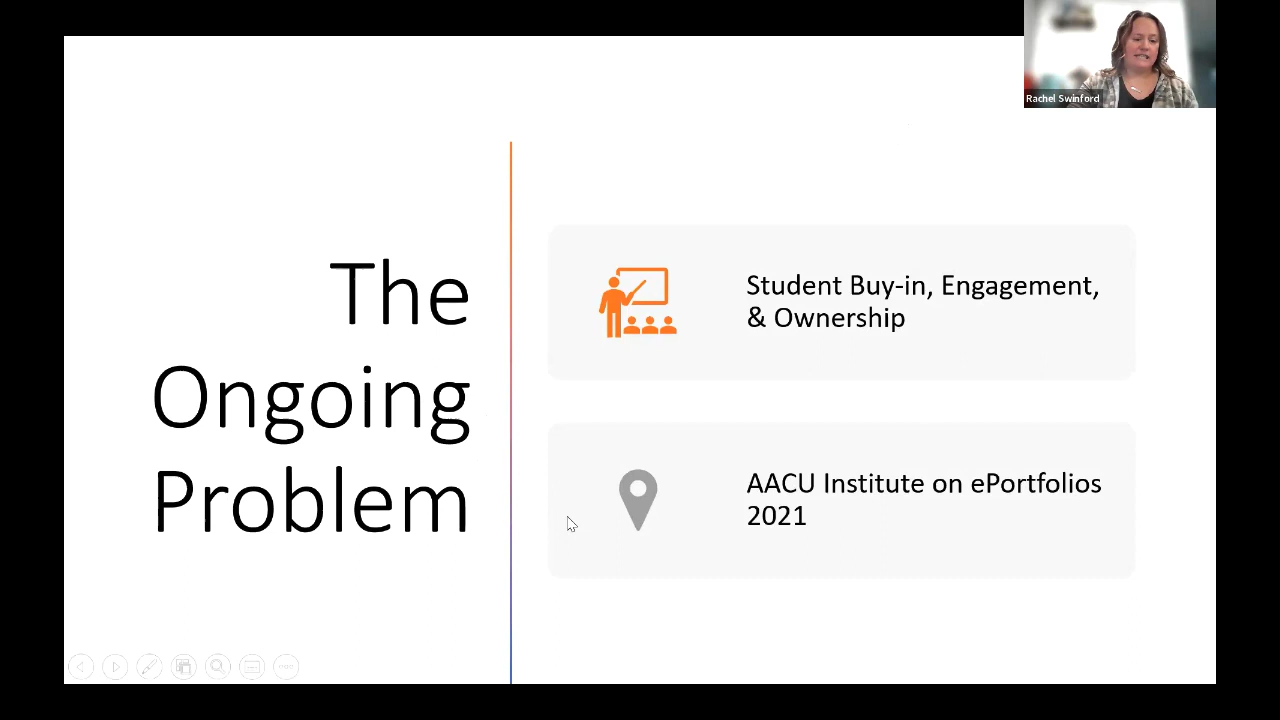 Rachel Swinford
The
Ongoing
Problem
Student Buy-in, Engagement,
& Ownership
AACU Institute on ePortfolios
2021